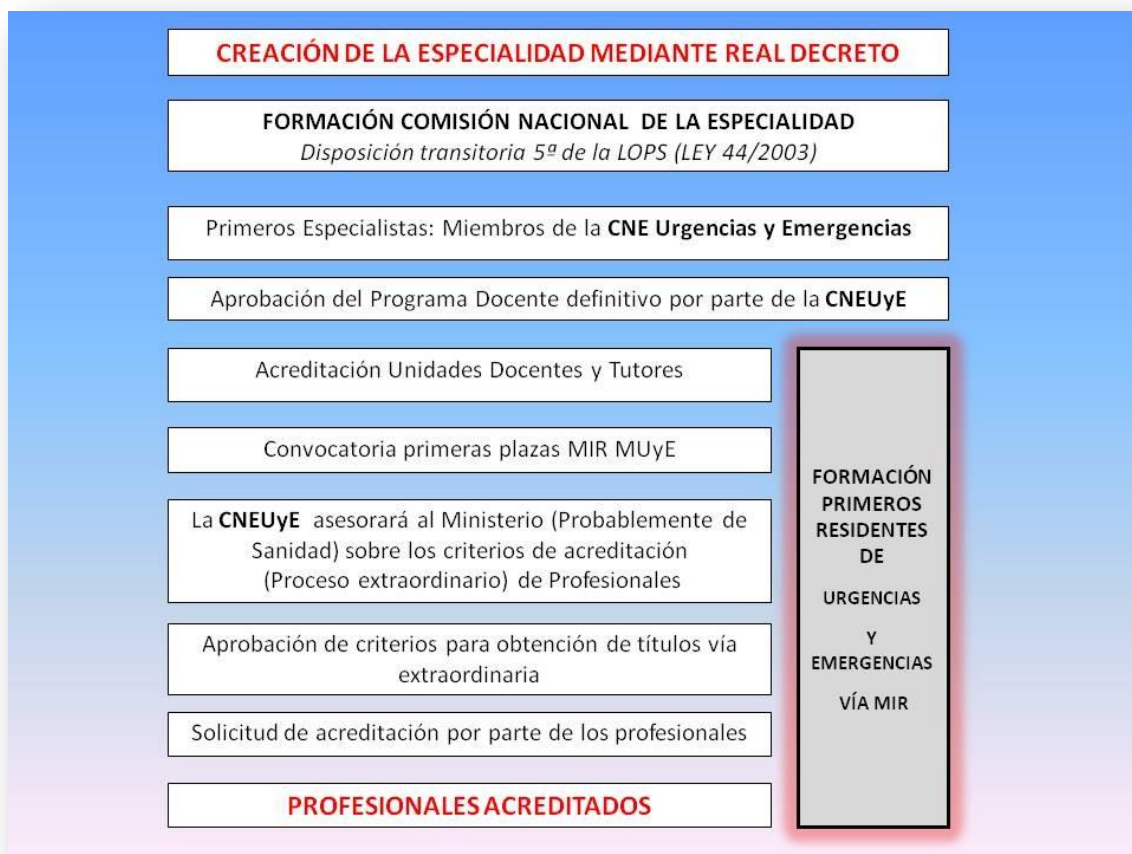 CREACIÓN DE LA ESPECIALIDAD MEDIANTE REAL DECRETO
FORMACIÓN COMISIÓN NACIONAL DE LA ESPECIALIDAD
Disposición transitoria 5ª de la LOPS (LEY 44/2003)
Primeros Especialistas: Miembros de la CNE Urgencias y Emergencias
Aprobación del Programa Docente definitivo por parte de la CNEUyE
Acreditación Unidades Docentes y Tutores
Convocatoria primeras plazas MIR MUyE
La CNEUyE asesorará al Ministerio (Probablemente de
Sanidad) sobre los criterios de acreditación
(Proceso extraordinario) de Profesionales
Aprobación de criterios para obtención de títulos vía
extraordinaria
Solicitud de acreditación por parte de los profesionales
PROFESIONALES ACREDITADOS
FORMACIÓN
PRIMEROS
RESIDENTES
DE
URGENCIAS
Y
EMERGENCIAS
VÍA MIR